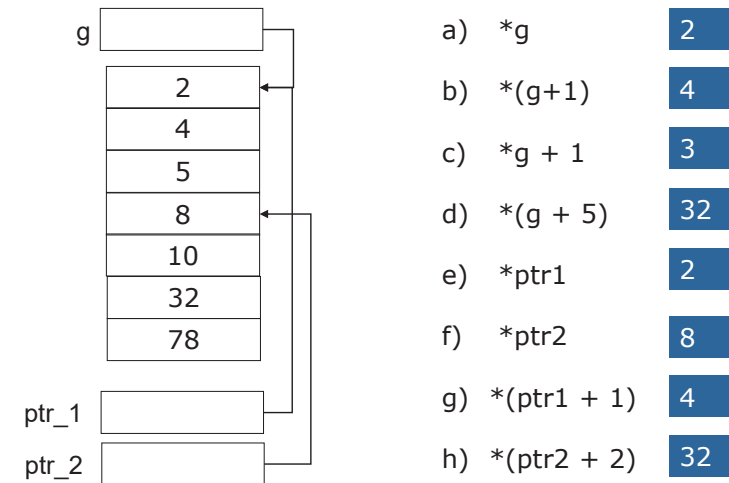 g
2
4
5
8
10
32
78
ptr_1
ptr_2
a) *g 2
b) *(g+1) 4
c) *g + 1 3
d) *(g + 5) 32
e) *ptr1 2
f) *ptr2 8
g) *(ptr1 + 1) 4
h) *(ptr2 + 2) 32